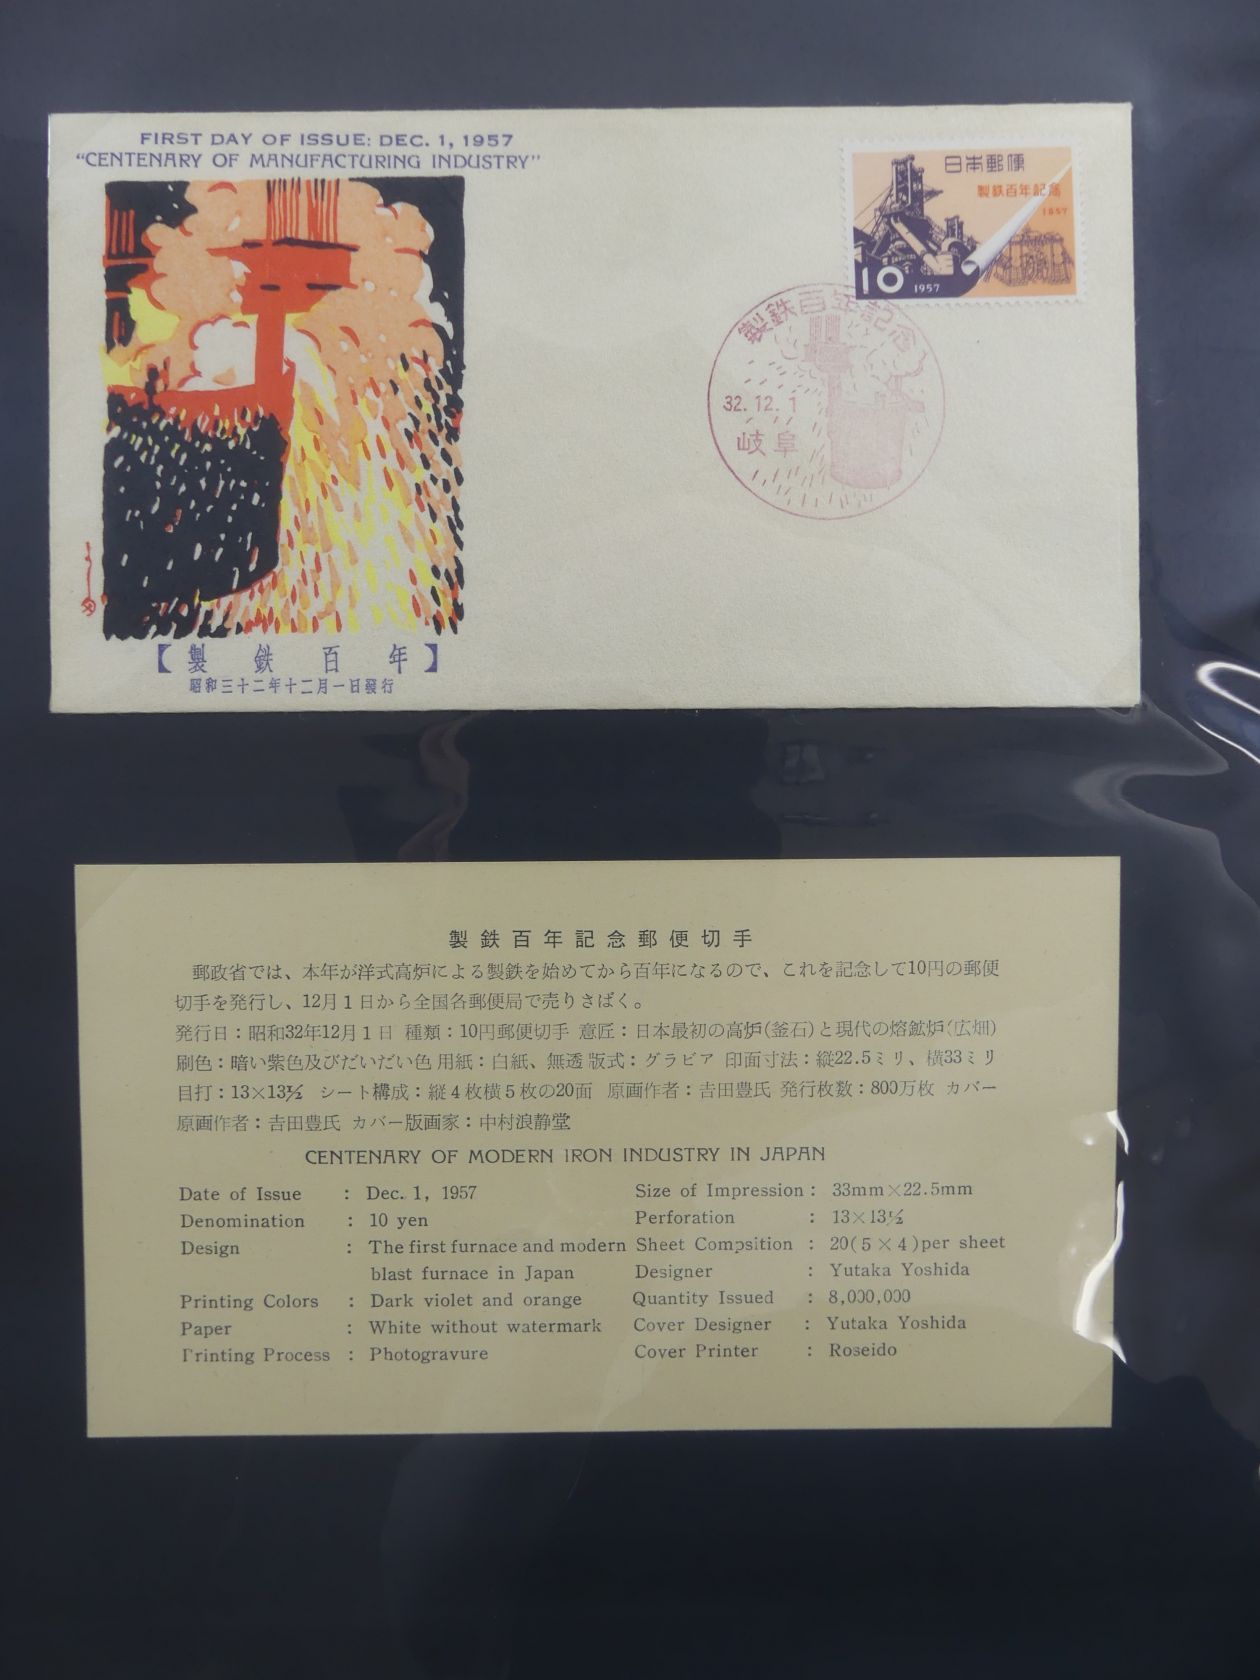 FIRST DAY OF ISSUE: DEC. 1, 1957
"CENTENARY OF MANUFACTURING INDUSTRY"
日本郵便
製鉄百年記念
1857
10
1957
製鉄百年記念
32.12.1
岐阜
【製鉄百年】
昭和三十二年十二月一日發行
製鉄百年記念郵便切手
郵政省では、本年が洋式高炉による製鉄を始めてから百年になるので、これを記念して10円の郵便
切手を発行し、12月1日から全国各郵便局で売りさばく。
発行日:昭和32年12月1日 種類:10円郵便切手 意匠:日本最初の高炉(釜石)と現代の熔鉱炉(広畑)
刷色:暗い紫色及びだいだい色 用紙:白紙、無透 版式:グラビア 印面寸法:縦22.5ミリ、横33ミリ
目打:13×13½ シート構成:縦4枚横5枚の20面 原画作者:吉田豊氏 発行枚数:800万枚 カバー
原画作者:吉田豊氏 カバー版画家:中村浪静堂
CENTENARY OF MODERN IRON INDUSTRY IN JAPAN
Date of Issue : Dec. 1, 1957
Denomination : 10 yen
Design : The first furnace and modern
blast furnace in Japan
Printing Colors : Dark violet and orange
Paper : White without watermark
Printing Process : Photogravure
Size of Impression : 33mm×22.5mm
Perforation : 13×13½
Sheet Compsition : 20(5×4)per sheet
Designer : Yutaka Yoshida
Quantity Issued : 8,000,000
Cover Designer : Yutaka Yoshida
Cover Printer : Roseido